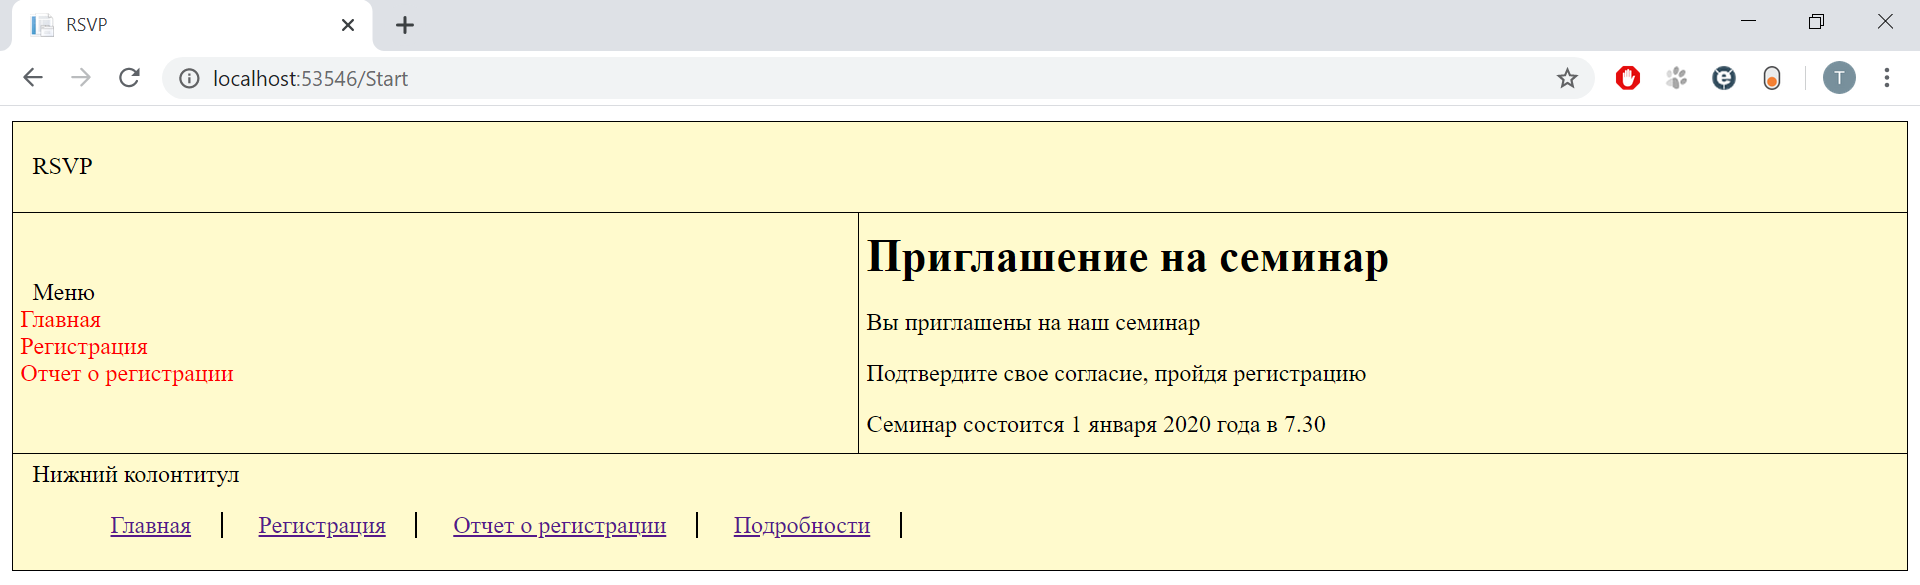 RSVP
localhost:53546/Start
T
RSVP
Меню
Главная
Регистрация
Отчет о регистрации
Приглашение на семинар
Вы приглашены на наш семинар
Подтвердите свое согласие, пройдя регистрацию
Семинар состоится 1 января 2020 года в 7.30
Нижний колонтитул
Главная | Регистрация | Отчет о регистрации | Подробности |